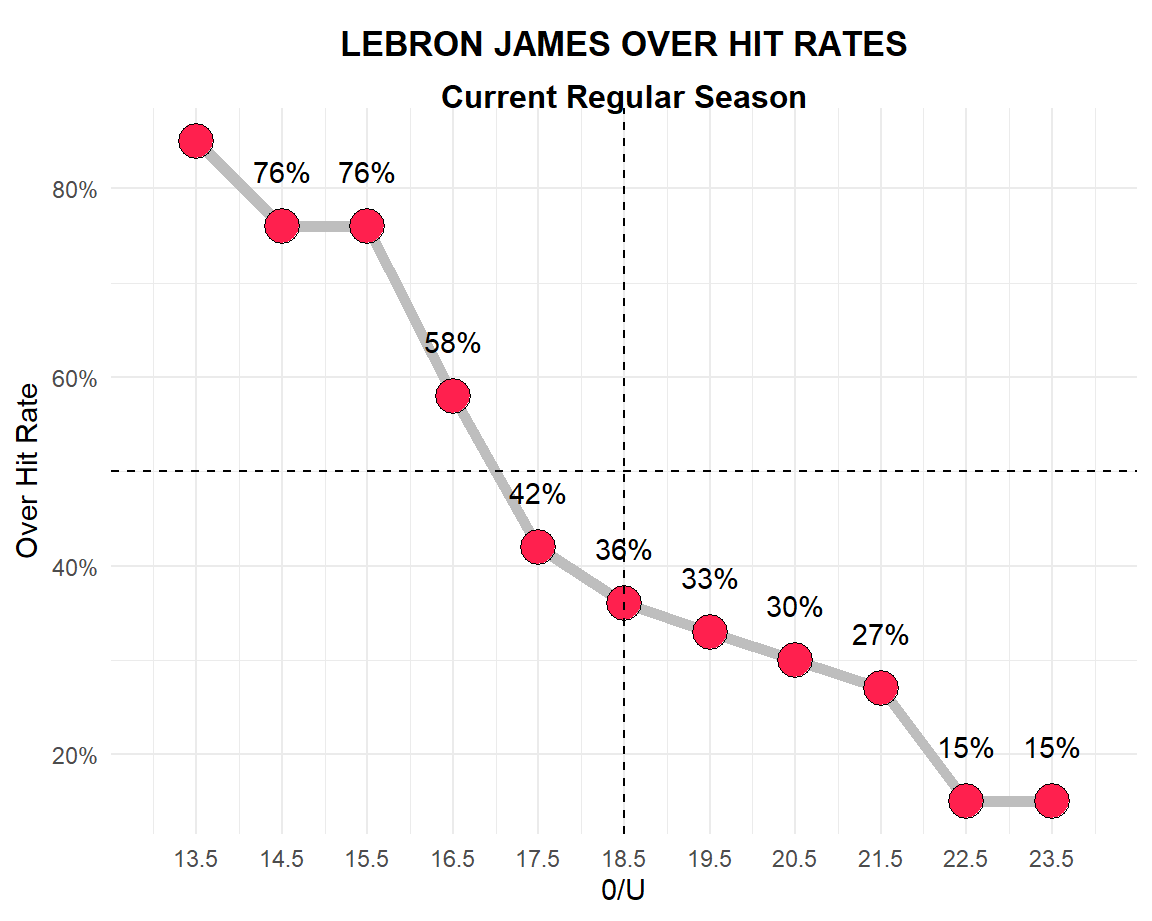 LEBRON JAMES OVER HIT RATES
Current Regular Season
76% 76%
80%
58%
60%
Over Hit Rate
42%
36%
33%
40%
30%
27%
15% 15%
20%
13.5 14.5 15.5 16.5 17.5 18.5 19.5 20.5 21.5 22.5 23.5
0/U